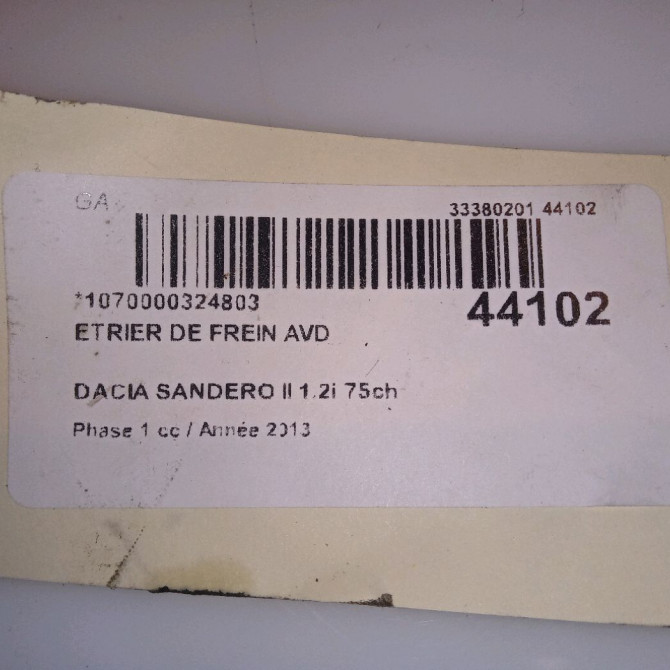 GA 33380201 44102
*1070000324803 44102
ETRIER DE FREIN AVD
DACIA SANDERO II 1.2i 75ch
Phase 1 cc / Année 2013